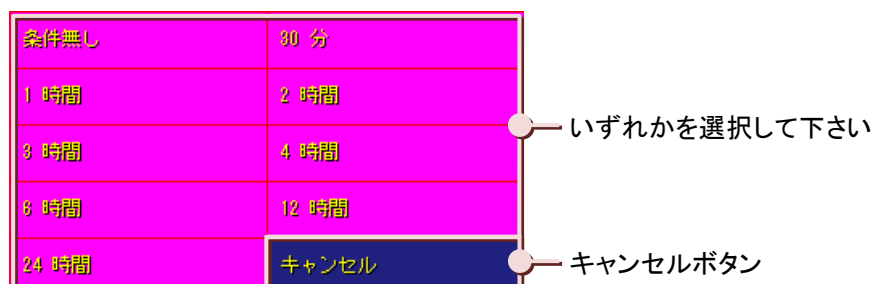 条件無し 30 分
1 時間 2 時間
いずれかを選択して下さい
3 時間 4 時間
6 時間 12 時間
24 時間 キャンセル
キャンセルボタン